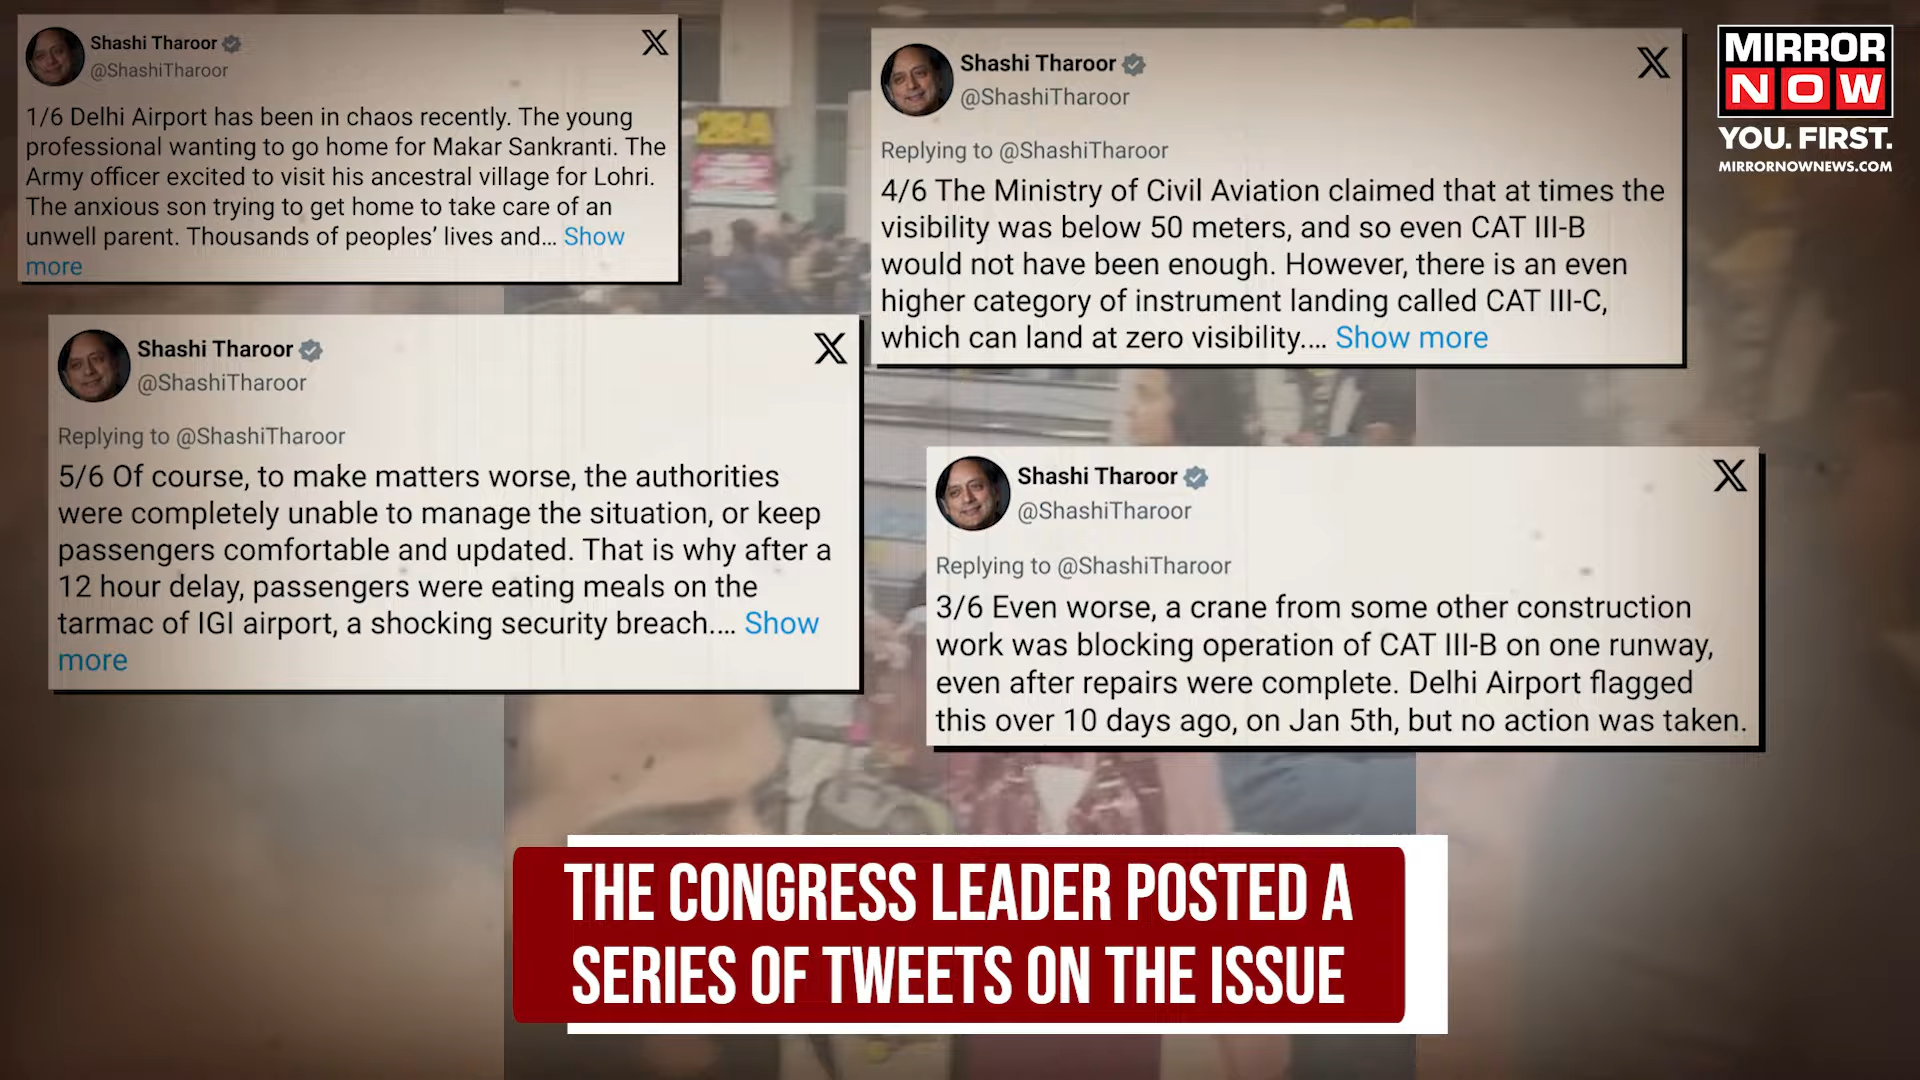 Shashi Tharoor
@ShashiTharoor
1/6 Delhi Airport has been in chaos recently. The young
professional wanting to go home for Makar Sankranti. The
Army officer excited to visit his ancestral village for Lohri.
The anxious son trying to get home to take care of an
unwell parent. Thousands of peoples’ lives and... Show
more
Shashi Tharoor
@ShashiTharoor
Replying to @ShashiTharoor
4/6 The Ministry of Civil Aviation claimed that at times the
visibility was below 50 meters, and so even CAT III-B
would not have been enough. However, there is an even
higher category of instrument landing called CAT III-C,
which can land at zero visibility.... Show more
Shashi Tharoor
@ShashiTharoor
Replying to @ShashiTharoor
5/6 Of course, to make matters worse, the authorities
were completely unable to manage the situation, or keep
passengers comfortable and updated. That is why after a
12 hour delay, passengers were eating meals on the
tarmac of IGI airport, a shocking security breach.... Show
more
Shashi Tharoor
@ShashiTharoor
Replying to @ShashiTharoor
3/6 Even worse, a crane from some other construction
work was blocking operation of CAT III-B on one runway,
even after repairs were complete. Delhi Airport flagged
this over 10 days ago, on Jan 5th, but no action was taken.
MIRROR
NOW
YOU. FIRST.
MIRRORNOWNEWS.COM
THE CONGRESS LEADER POSTED A
SERIES OF TWEETS ON THE ISSUE